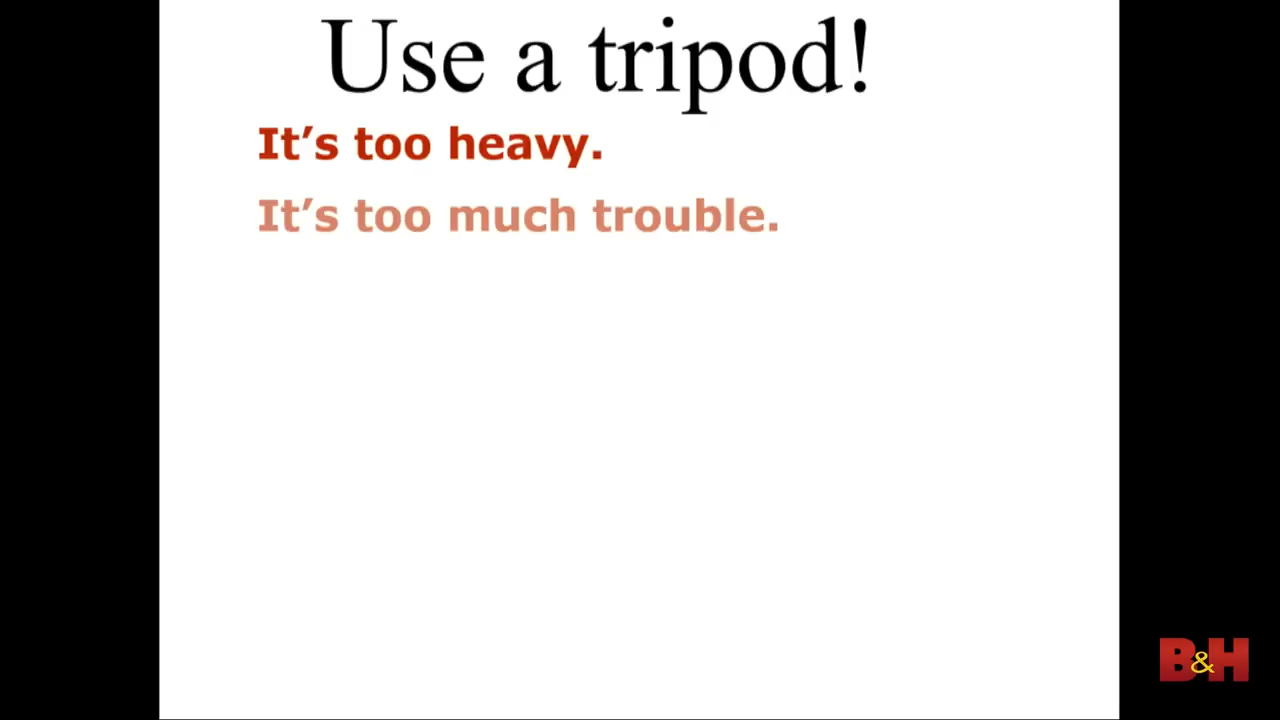 Use a tripod!
It’s too heavy.
It’s too much trouble.
B&H